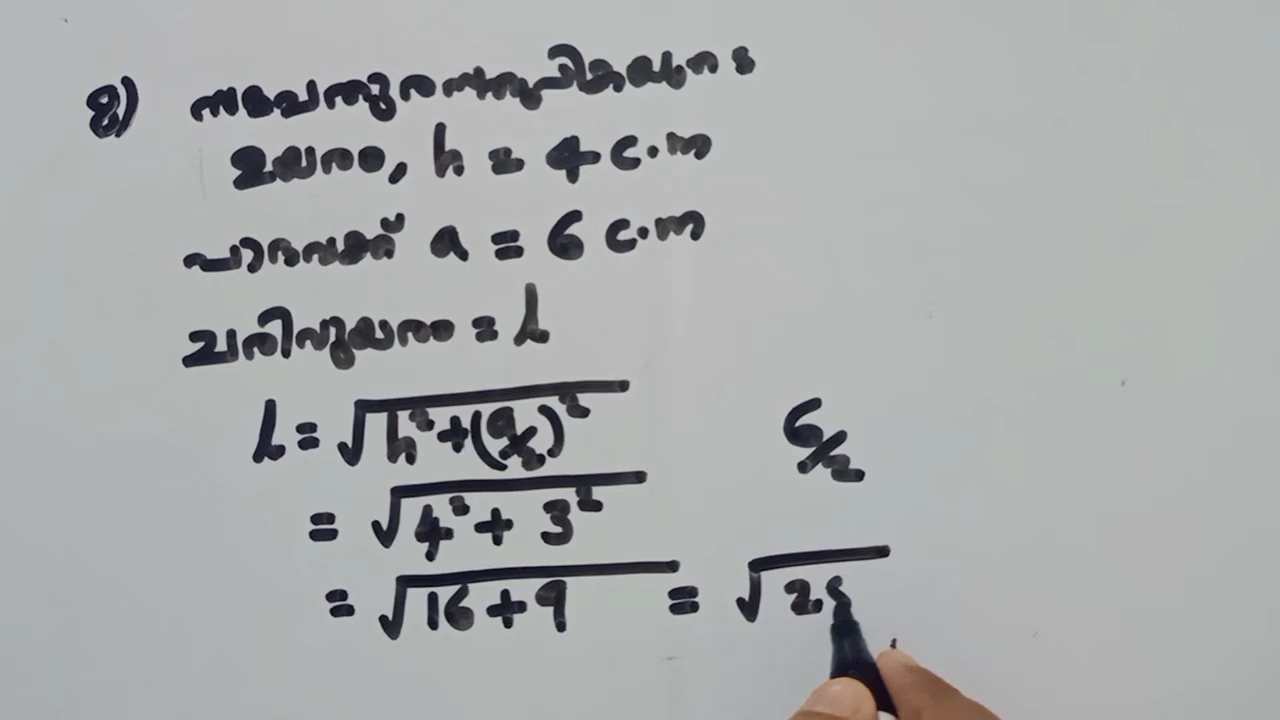 8) സമചതുരസ്തൂപികയുടെ
ഉയരം, h = 4 c.m
പാദവക്ക് a = 6 c.m
ചരിവുയരം = l
l = √h² + (a/2)²
6/2
= √4² + 3²
= √16 + 9 = √25